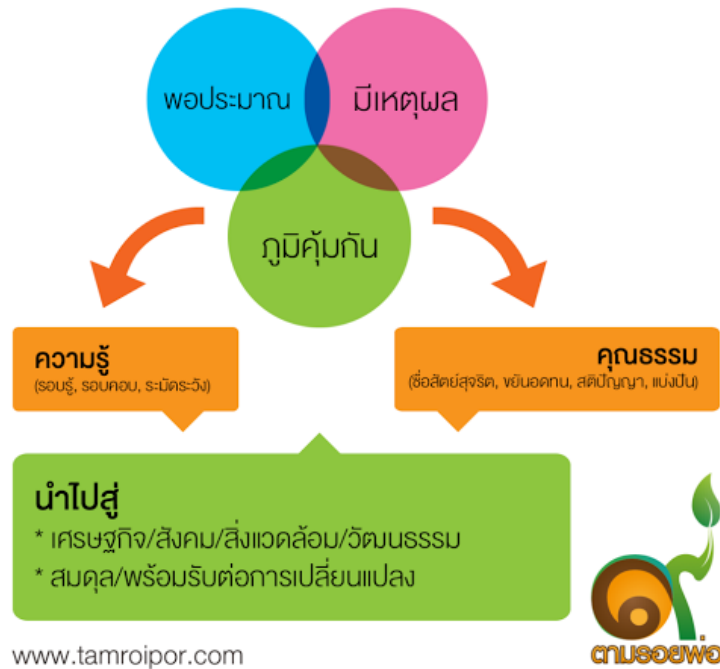 พอประมาณ
มีเหตุผล
ภูมิคุ้มกัน
ความรู้
(รอบรู้, รอบคอบ, ระมัดระวัง)
คุณธรรม
(ซื่อสัตย์สุจริต, ขยันอดทน, สติปัญญา, แบ่งปัน)
นำไปสู่
* เศรษฐกิจ/สังคม/สิ่งแวดล้อม/วัฒนธรรม
* สมดุล/พร้อมรับต่อการเปลี่ยนแปลง
www.tamroipor.com
ตามรอยพ่อ